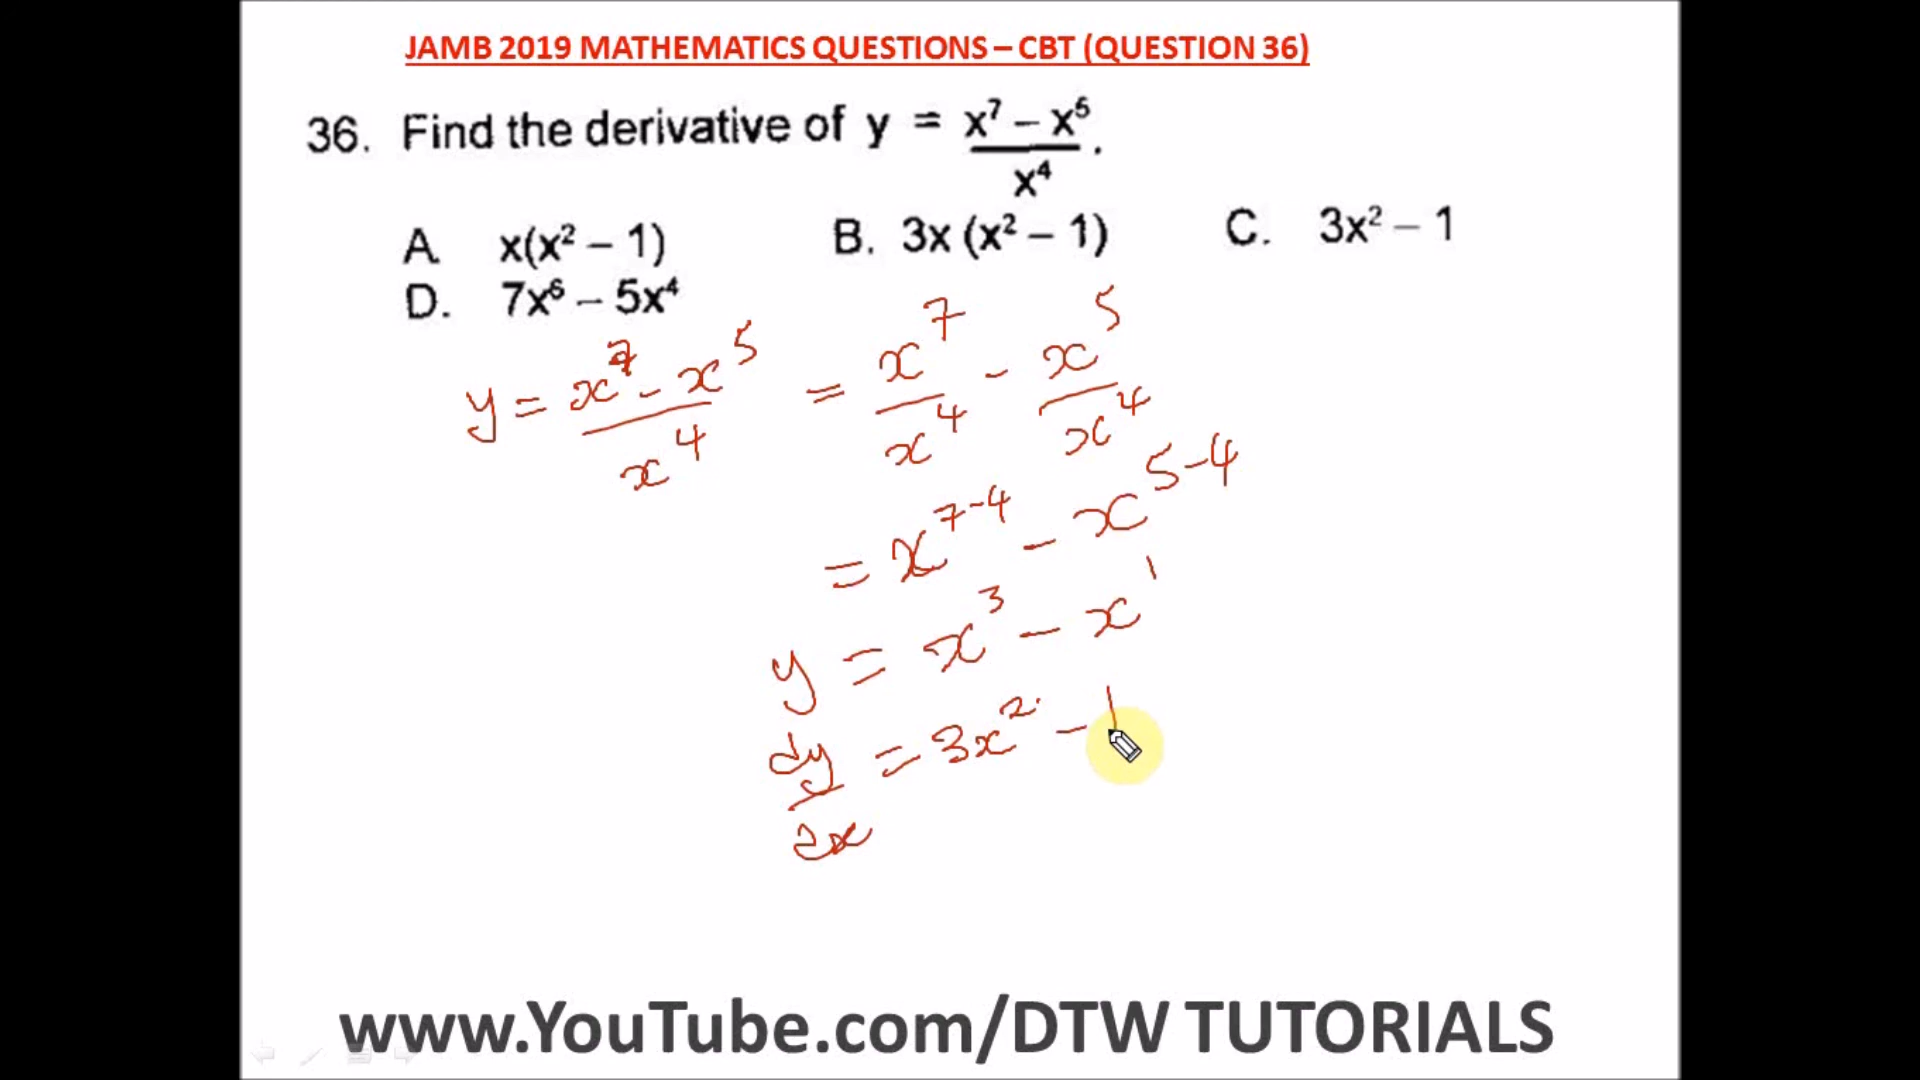 JAMB 2019 MATHEMATICS QUESTIONS – CBT (QUESTION 36)
36. Find the derivative of y = x⁷ – x⁵ / x⁴ .
A. x(x² – 1) B. 3x (x² – 1) C. 3x² – 1
D. 7x⁶ – 5x⁴
y = x⁷ - x⁵ / x⁴ = x⁷ / x⁴ - x⁵ / x⁴
= x⁷⁻⁴ - x⁵⁻⁴
y = x³ - x¹
dy / dx = 3x² - 1
www.YouTube.com/DTW TUTORIALS